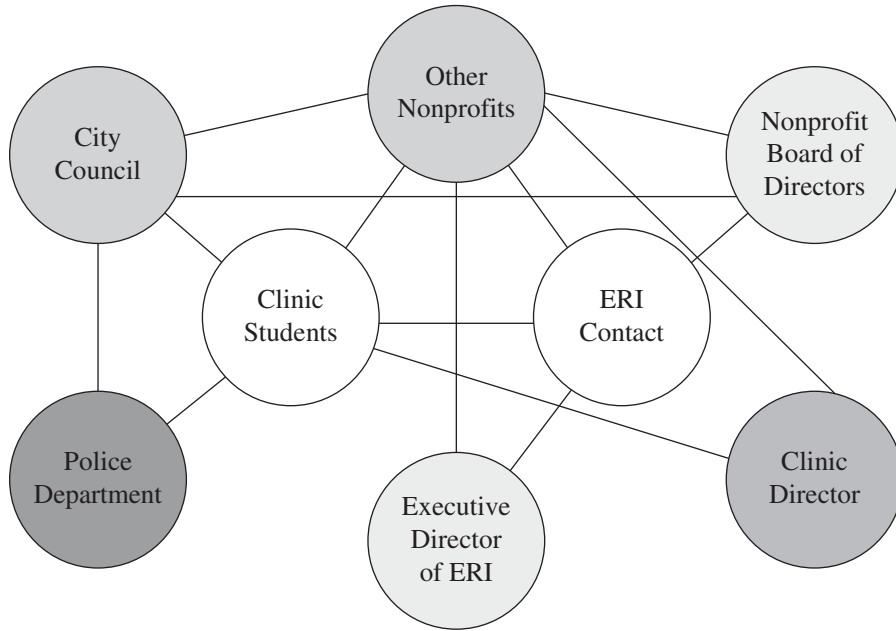 Other
Nonprofits
City
Council
Nonprofit
Board of
Directors
Clinic
Students
ERI
Contact
Police
Department
Executive
Director
of ERI
Clinic
Director